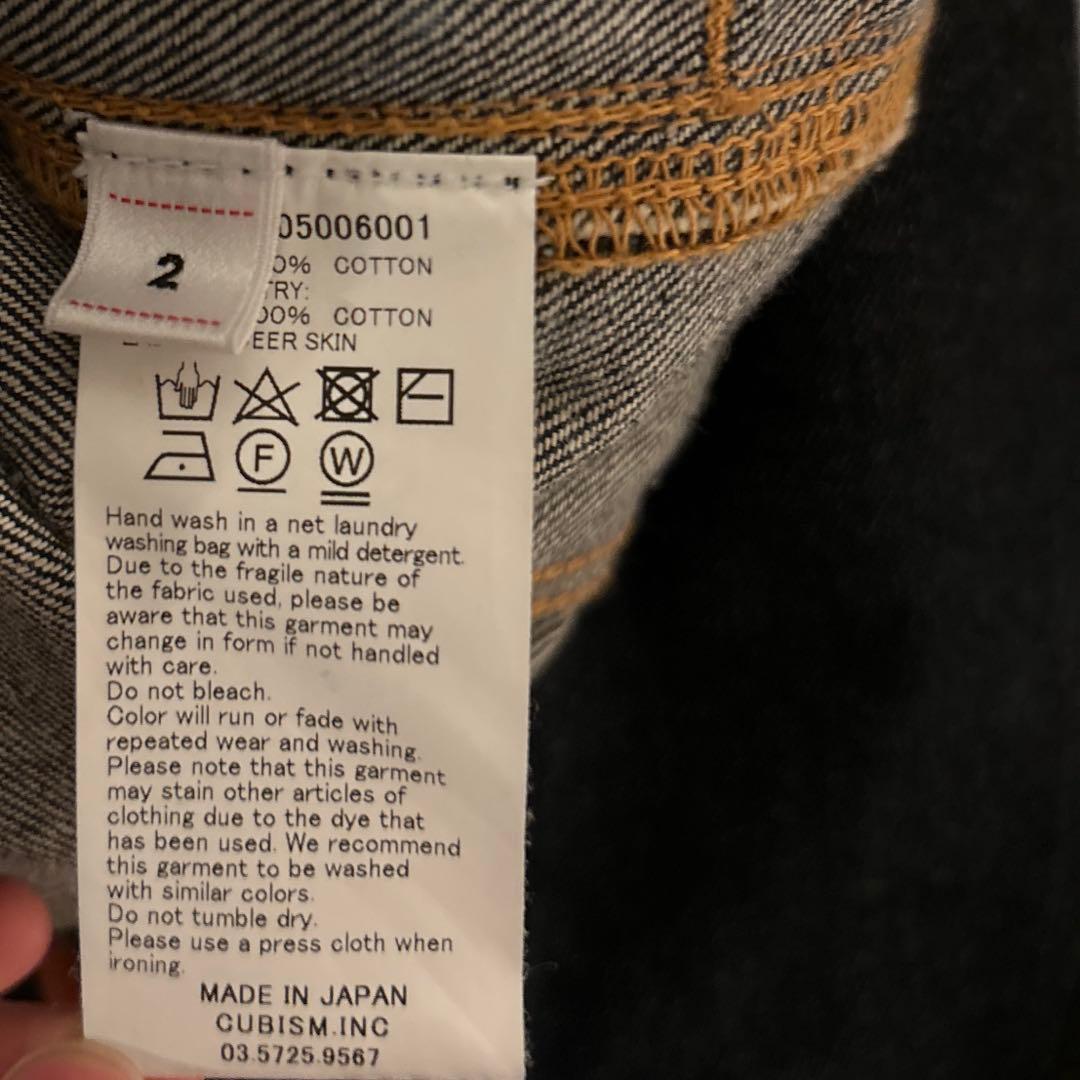 2
05006001
0% COTTON
TRY:
00% COTTON
EER SKIN
F W
Hand wash in a net laundry
washing bag with a mild detergent.
Due to the fragile nature of
the fabric used, please be
aware that this garment may
change in form if not handled
with care.
Do not bleach.
Color will run or fade with
repeated wear and washing.
Please note that this garment
may stain other articles of
clothing due to the dye that
has been used. We recommend
this garment to be washed
with similar colors.
Do not tumble dry.
Please use a press cloth when
ironing.
MADE IN JAPAN
CUBISM.INC
03.5725.9567